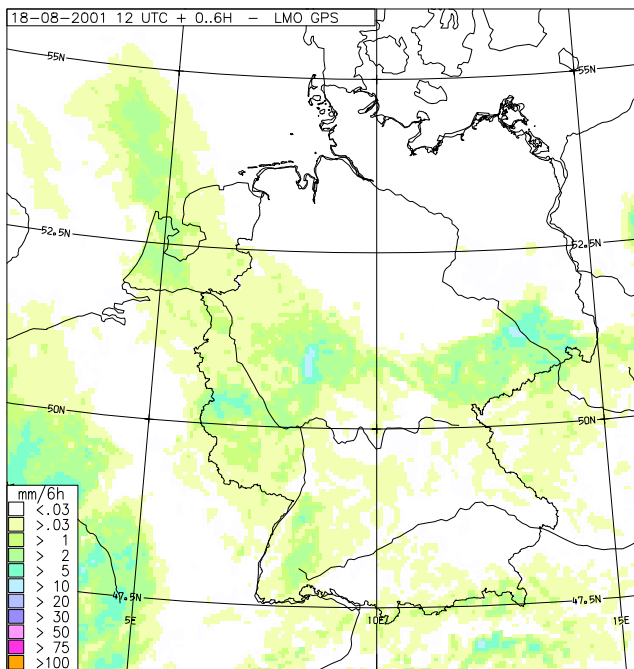 18-08-2001 12 UTC + 0..6H – LMO GPS
55N
55N
52.5N
52.5N
50N
50N
mm/6h
<.03
>.03
> 1
> 2
> 5
> 10
> 20
> 30
> 50
> 75
>100
47.5N
47.5N
5E
10E
15E